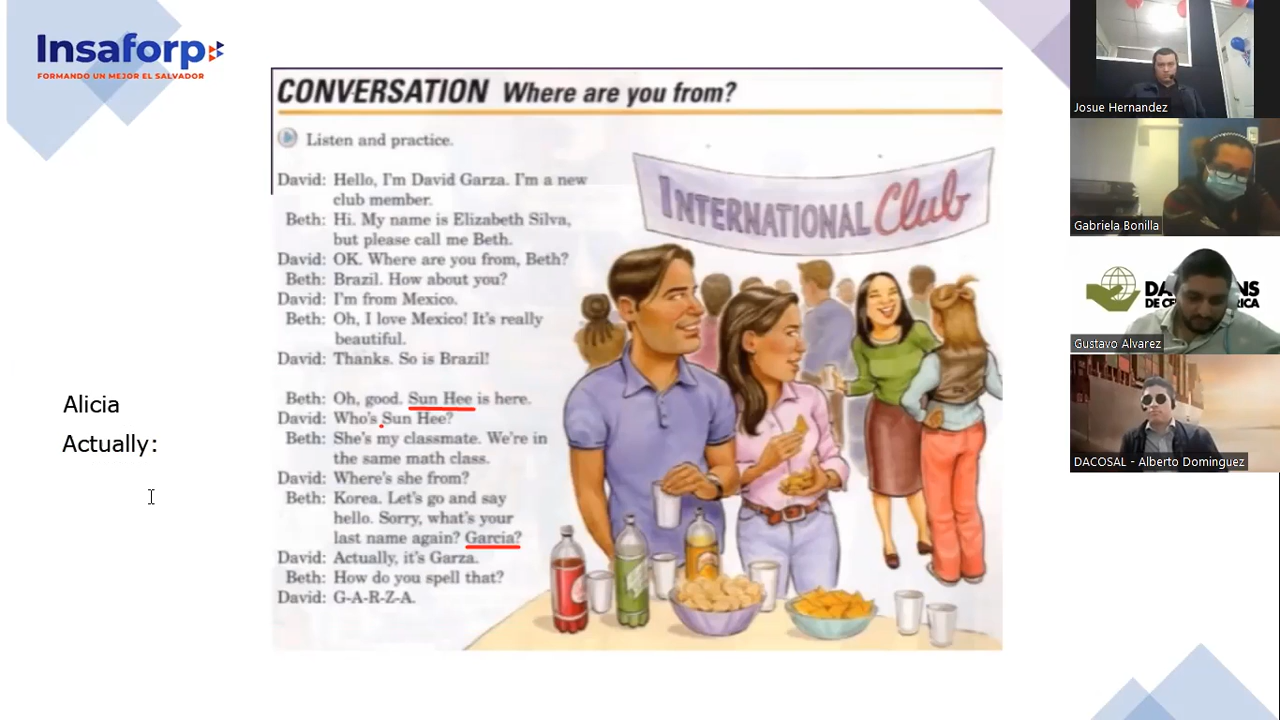 Insaforp
FORMANDO UN MEJOR EL SALVADOR
CONVERSATION Where are you from?
Listen and practice.
David: Hello, I'm David Garza. I'm a new
club member.
Beth: Hi. My name is Elizabeth Silva,
but please call me Beth.
David: OK. Where are you from, Beth?
Beth: Brazil. How about you?
David: I'm from Mexico.
Beth: Oh, I love Mexico! It's really
beautiful.
David: Thanks. So is Brazil!
Beth: Oh, good. Sun Hee is here.
David: Who's Sun Hee?
Beth: She's my classmate. We're in
the same math class.
David: Where's she from?
Beth: Korea. Let's go and say
hello. Sorry, what's your
last name again? Garcia?
David: Actually, it's Garza.
Beth: How do you spell that?
David: G-A-R-Z-A.
INTERNATIONAL Club
Alicia
Actually:
Josue Hernandez
Gabriela Bonilla
Gustavo Alvarez
DACOSAL - Alberto Dominguez